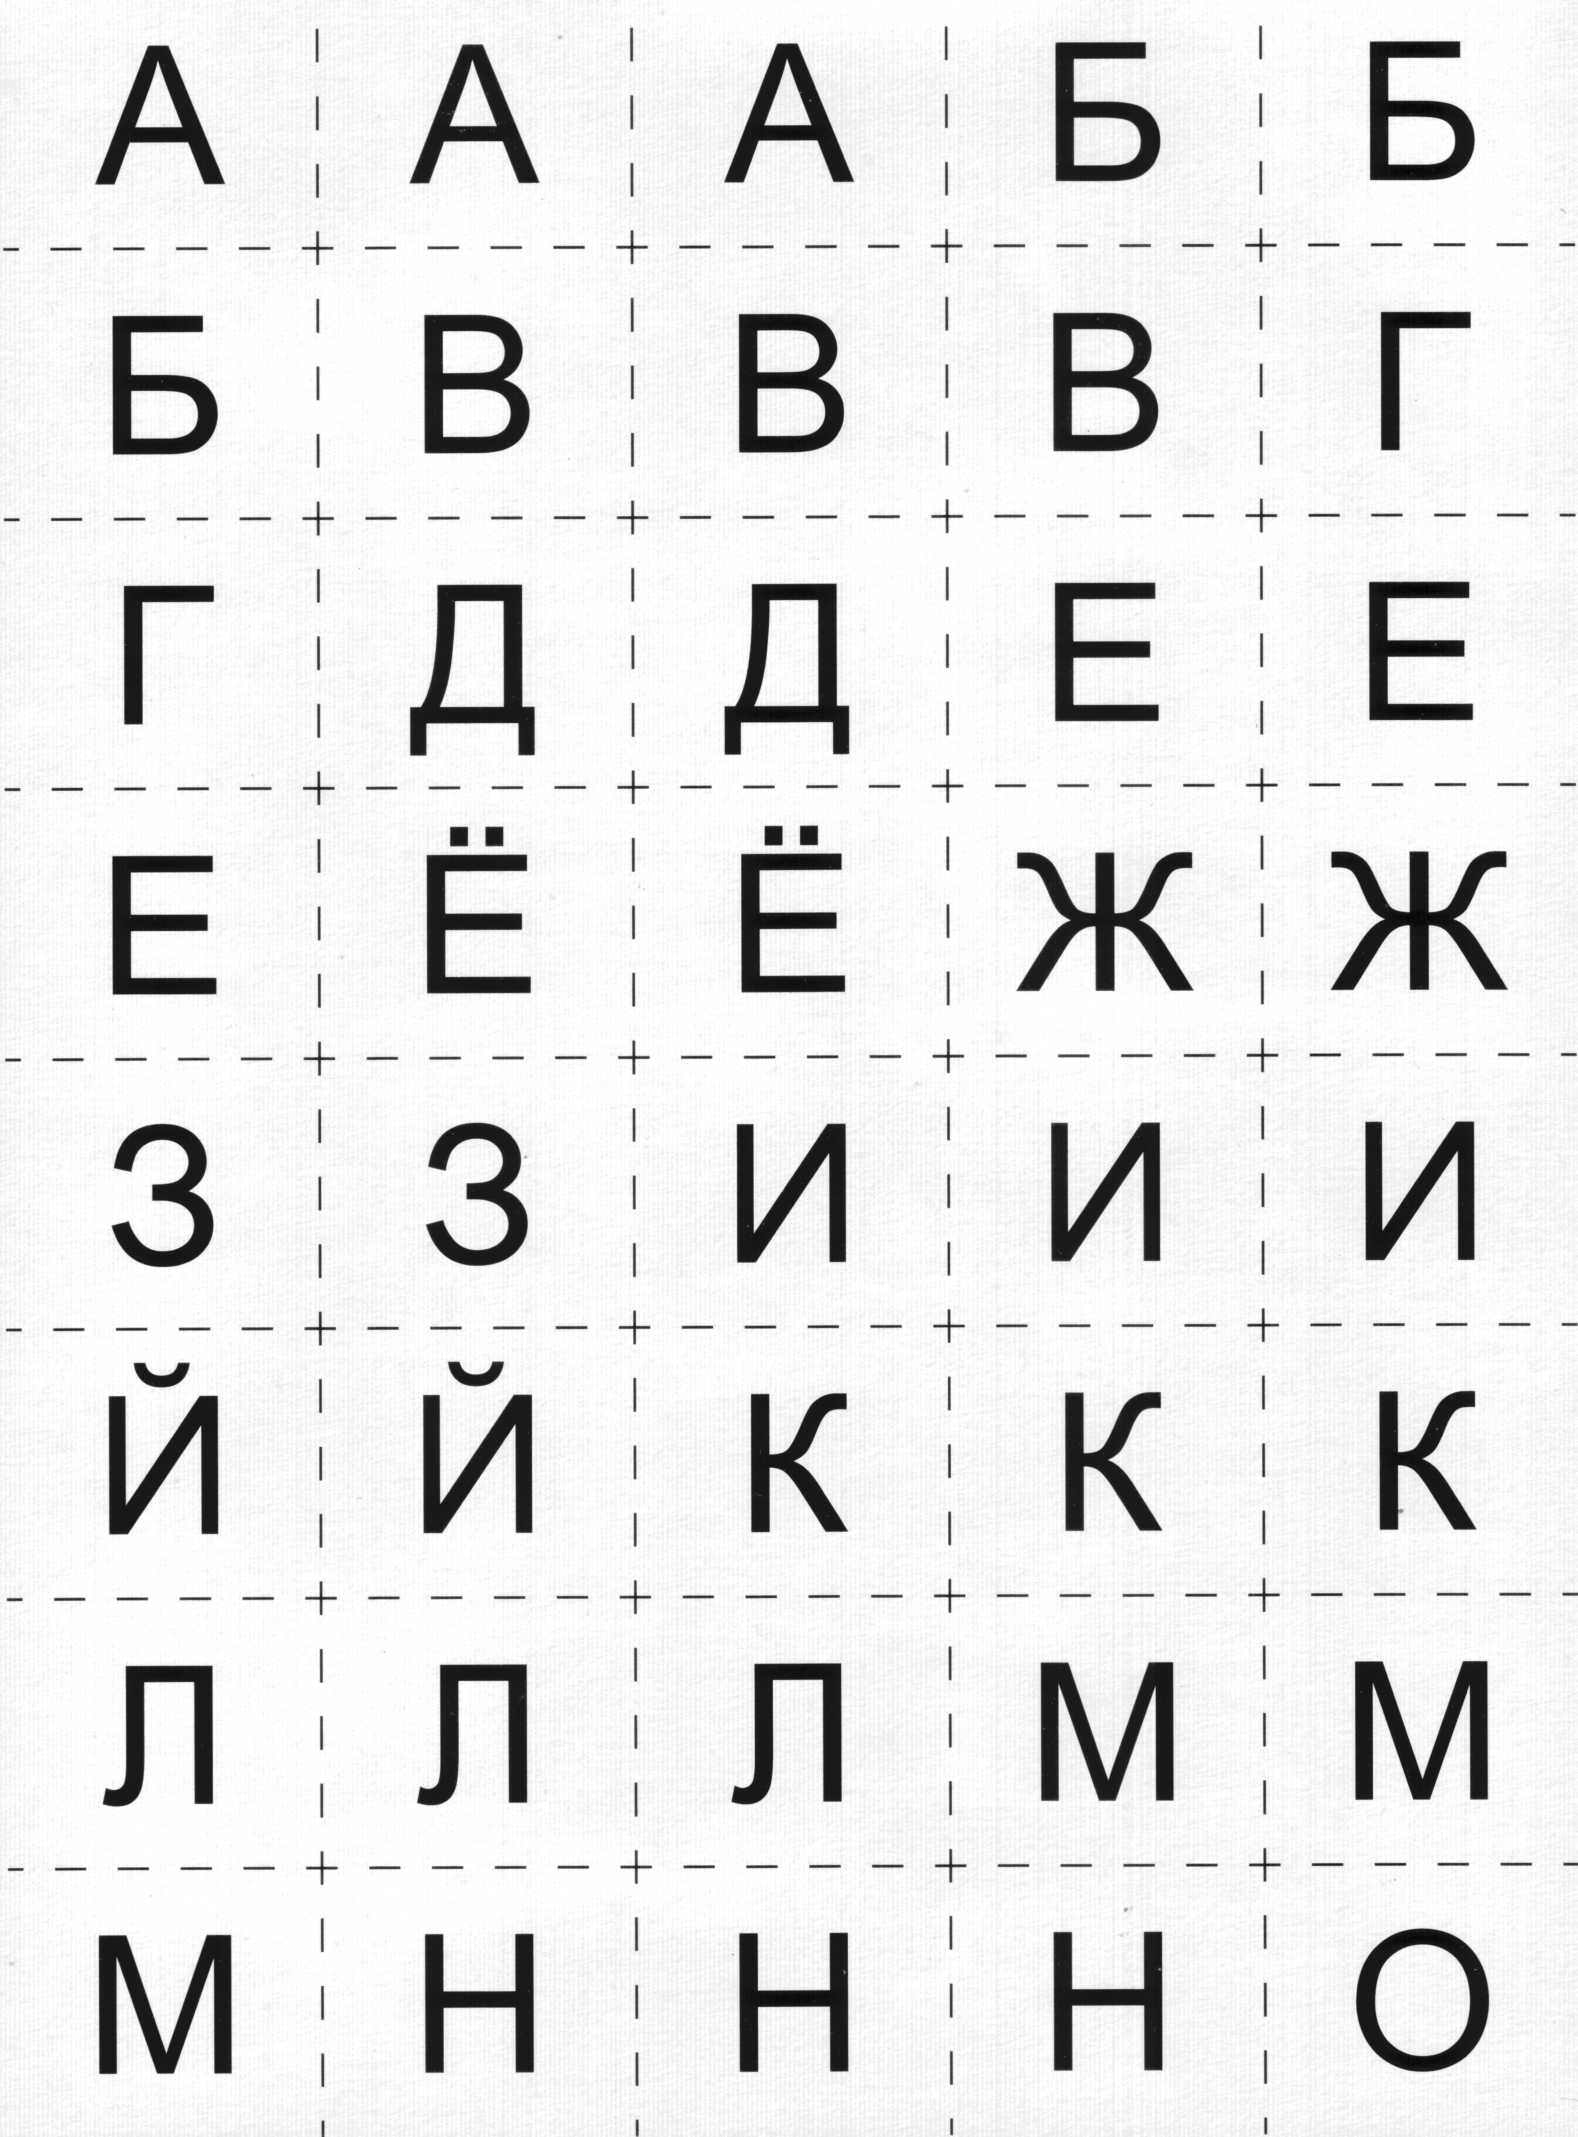 А А А Б Б
Б В В В Г
Г Д Д Е Е
Е Ё Ё Ж Ж
З З И И И
Й Й К К К
Л Л Л М М
М Н Н Н О